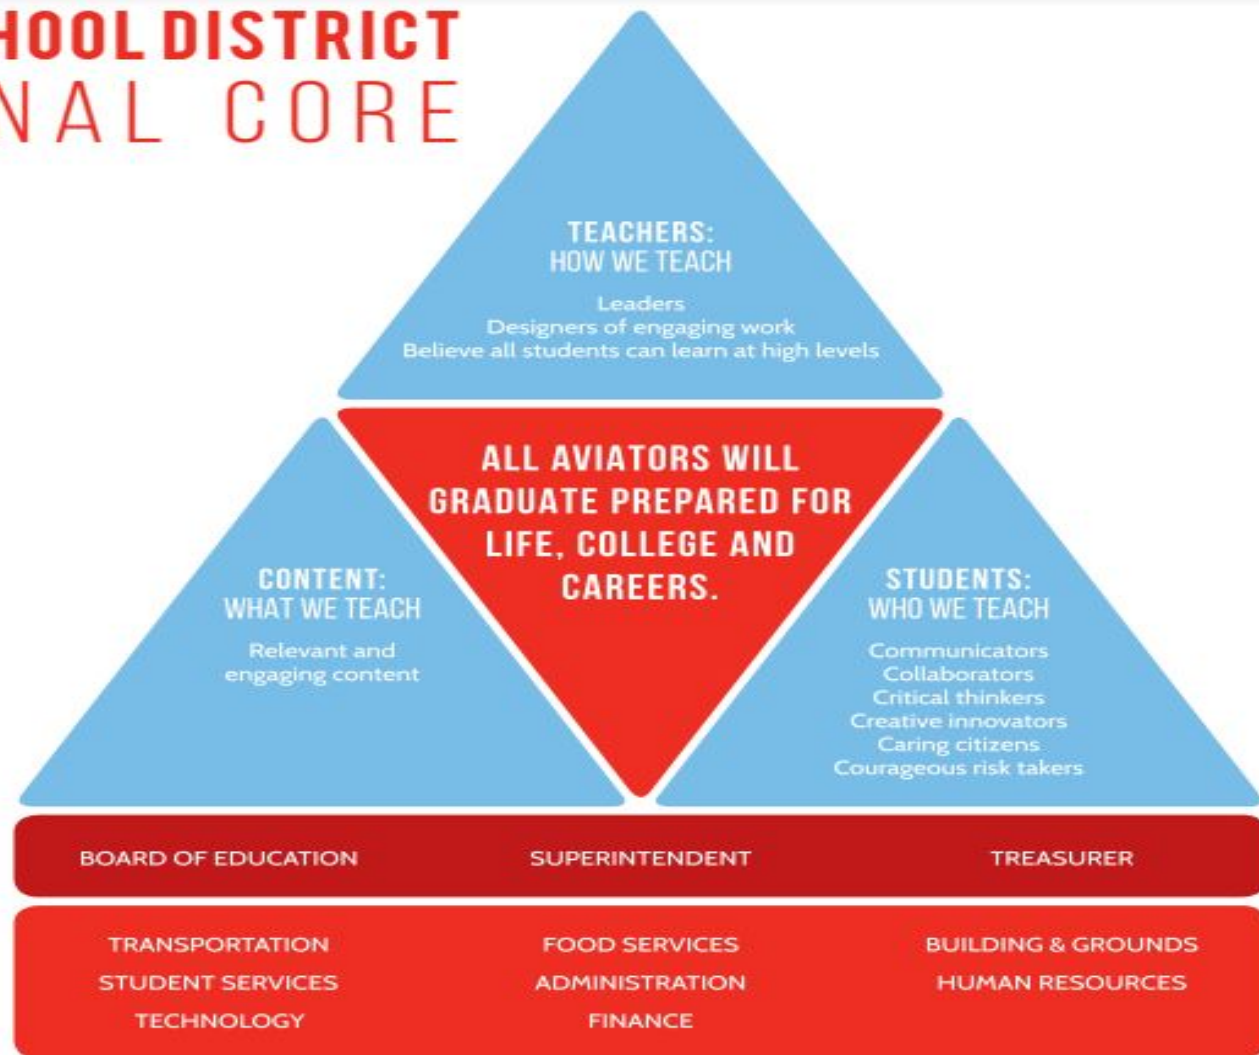 HOOL DISTRICT
NAL CORE
TEACHERS:
HOW WE TEACH
Leaders
Designers of engaging work
Believe all students can learn at high levels
ALL AVIATORS WILL
GRADUATE PREPARED FOR
LIFE, COLLEGE AND
CAREERS.
CONTENT:
WHAT WE TEACH
Relevant and
engaging content
STUDENTS:
WHO WE TEACH
Communicators
Collaborators
Critical thinkers
Creative innovators
Caring citizens
Courageous risk takers
BOARD OF EDUCATION SUPERINTENDENT TREASURER
TRANSPORTATION FOOD SERVICES BUILDING & GROUNDS
STUDENT SERVICES ADMINISTRATION HUMAN RESOURCES
TECHNOLOGY FINANCE